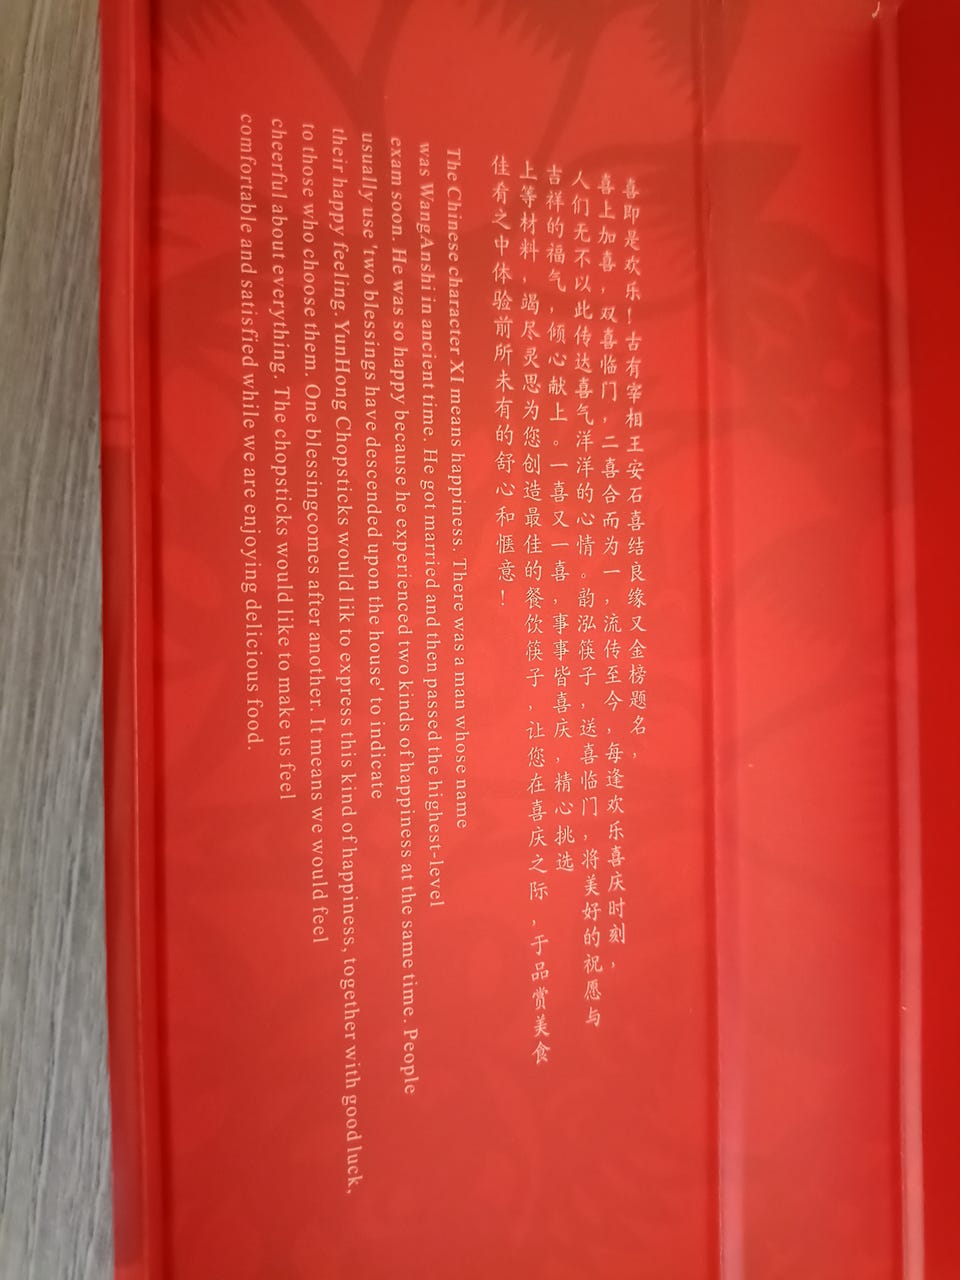 喜即是欢乐！古有宰相王安石喜结良缘又金榜题名，
喜上加喜，双喜临门，二喜合而为一，流传至今，每逢欢乐喜庆时刻，
人们无不以此传达喜气洋洋的心情。韵泓筷子，送喜临门，将美好的祝愿与
吉祥的福气，倾心献上。一喜又一喜，事事皆喜庆，精心挑选
上等材料，竭尽灵思为您创造最佳的餐饮筷子，让您在喜庆之际，于品赏美食
佳肴之中体验前所未有的舒心和惬意！
The Chinese character XI means happiness. There was a man whose name
was WangAnshi in ancient time. He got married and then passed the highest-level
exam soon. He was so happy because he experienced two kinds of happiness at the same time. People
usually use 'two blessings have descended upon the house' to indicate
their happy feeling. YunHong Chopsticks would lik to express this kind of happiness, together with good luck,
to those who choose them. One blessingcomes after another. It means we would feel
cheerful about everything. The chopsticks would like to make us feel
comfortable and satisfied while we are enjoying delicious food.